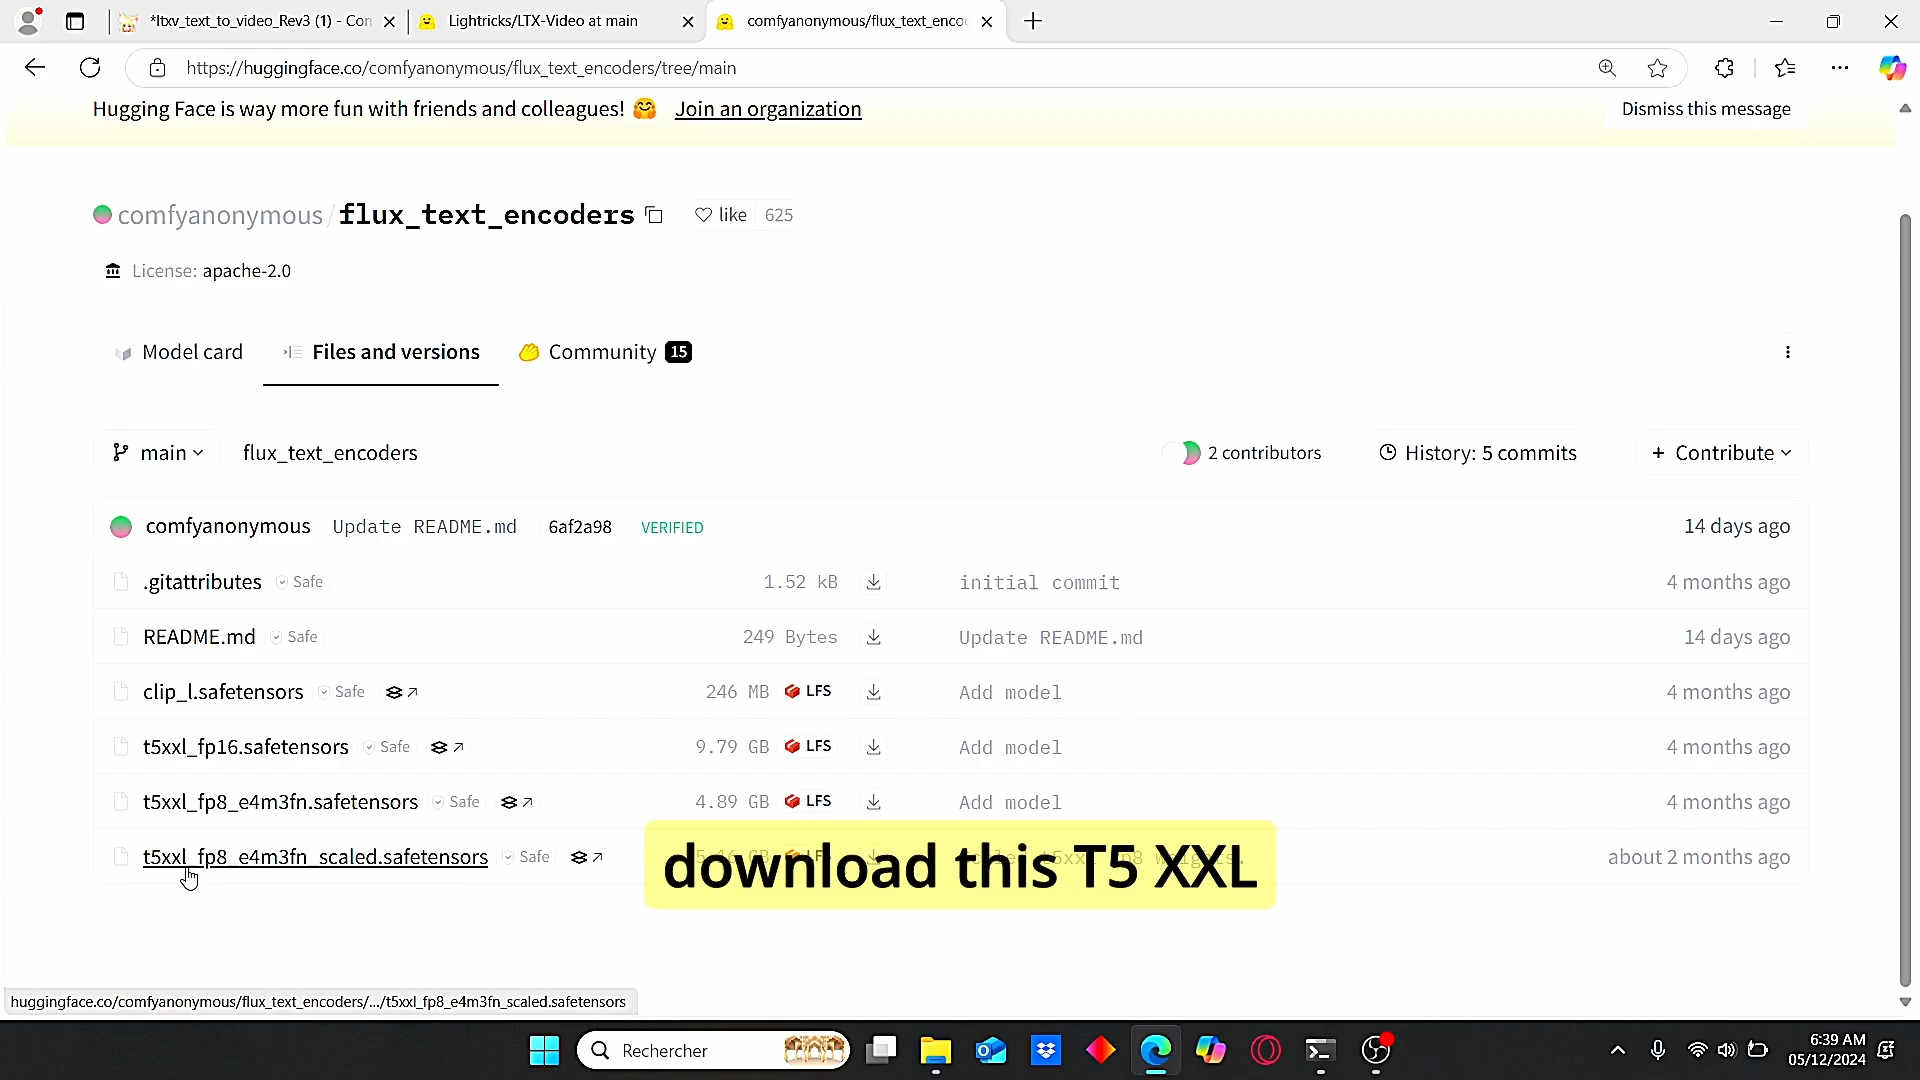 *ltxv_text_to_video_Rev3 (1) - Con
Lightricks/LTX-Video at main
comfyanonymous/flux_text_enco
https://huggingface.co/comfyanonymous/flux_text_encoders/tree/main
Hugging Face is way more fun with friends and colleagues! 🤗 Join an organization
Dismiss this message
comfyanonymous/flux_text_encoders
like 625
License: apache-2.0
Model card
Files and versions
Community 15
main
flux_text_encoders
2 contributors
History: 5 commits
+ Contribute
comfyanonymous Update README.md 6af2a98 VERIFIED 14 days ago
.gitattributes Safe 1.52 kB initial commit 4 months ago
README.md Safe 249 Bytes Update README.md 14 days ago
clip_l.safetensors Safe 246 MB LFS Add model 4 months ago
t5xxl_fp16.safetensors Safe 9.79 GB LFS Add model 4 months ago
t5xxl_fp8_e4m3fn.safetensors Safe 4.89 GB LFS Add model 4 months ago
t5xxl_fp8_e4m3fn_scaled.safetensors Safe about 2 months ago
download this T5 XXL
huggingface.co/comfyanonymous/flux_text_encoders/.../t5xxl_fp8_e4m3fn_scaled.safetensors
Rechercher
6:39 AM
05/12/2024